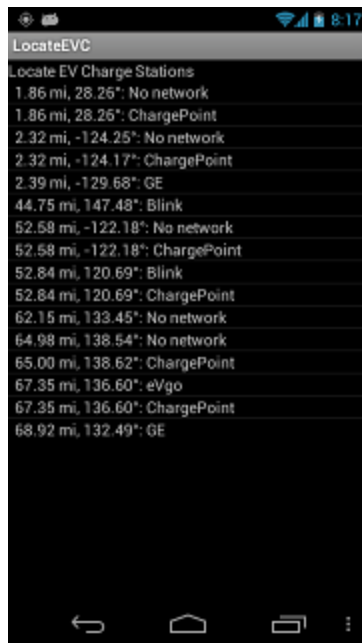 8:17
LocateEVC
Locate EV Charge Stations
1.86 mi, 28.26°: No network
1.86 mi, 28.26°: ChargePoint
2.32 mi, -124.25°: No network
2.32 mi, -124.17°: ChargePoint
2.39 mi, -129.68°: GE
44.75 mi, 147.48°: Blink
52.58 mi, -122.18°: No network
52.58 mi, -122.18°: ChargePoint
52.84 mi, 120.69°: Blink
52.84 mi, 120.69°: ChargePoint
62.15 mi, 133.45°: No network
64.98 mi, 138.54°: No network
65.00 mi, 138.62°: ChargePoint
67.35 mi, 136.60°: eVgo
67.35 mi, 136.60°: ChargePoint
68.92 mi, 132.49°: GE